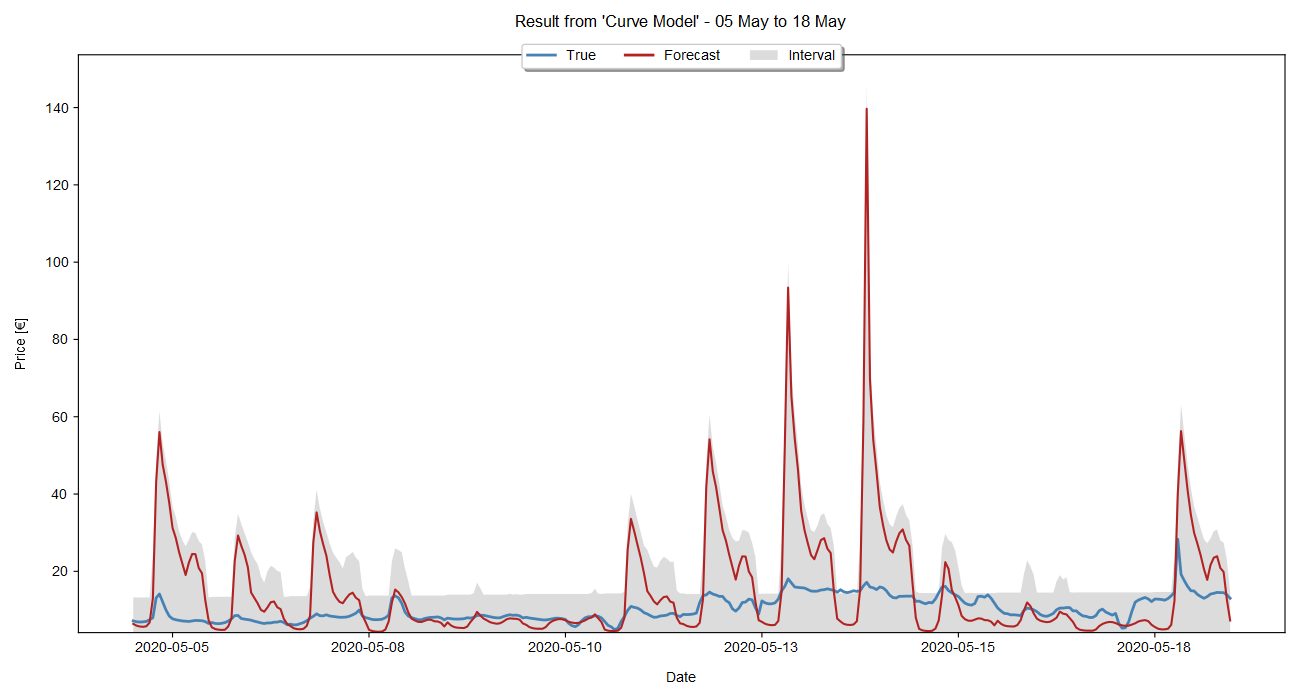 Result from 'Curve Model' - 05 May to 18 May
True Forecast Interval
140
120
100
80
60
40
20
Price [€]
2020-05-05 2020-05-08 2020-05-10 2020-05-13 2020-05-15 2020-05-18
Date